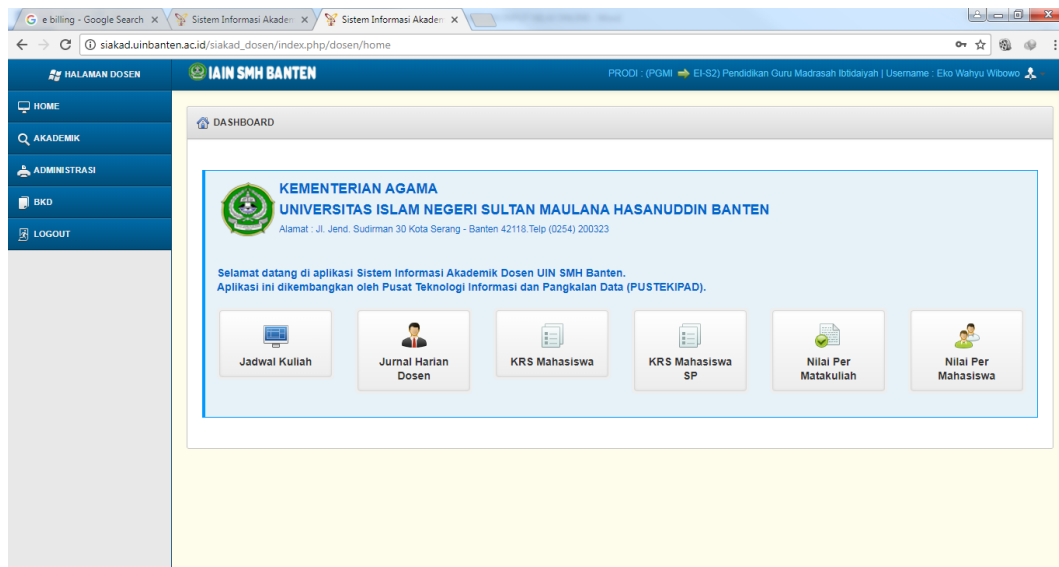 e billing - Google Search
Sistem Informasi Akaden
Sistem Informasi Akaden
siakad.uinbanten.ac.id/siakad_dosen/index.php/dosen/home
HALAMAN DOSEN
IAIN SMH BANTEN
PRODI : (PGMI EI-S2) Pendidikan Guru Madrasah Ibtidaiyah | Username : Eko Wahyu Wibowo
HOME
AKADEMIK
ADMINISTRASI
BKD
LOGOUT
DASHBOARD
KEMENTERIAN AGAMA
UNIVERSITAS ISLAM NEGERI SULTAN MAULANA HASANUDDIN BANTEN
Alamat : Jl. Jend. Sudirman 30 Kota Serang - Banten 42118.Telp (0254) 200323
Selamat datang di aplikasi Sistem Informasi Akademik Dosen UIN SMH Banten.
Aplikasi ini dikembangkan oleh Pusat Teknologi Informasi dan Pangkalan Data (PUSTEKIPAD).
Jadwal Kuliah
Jurnal Harian
Dosen
KRS Mahasiswa
KRS Mahasiswa
SP
Nilai Per
Matakuliah
Nilai Per
Mahasiswa